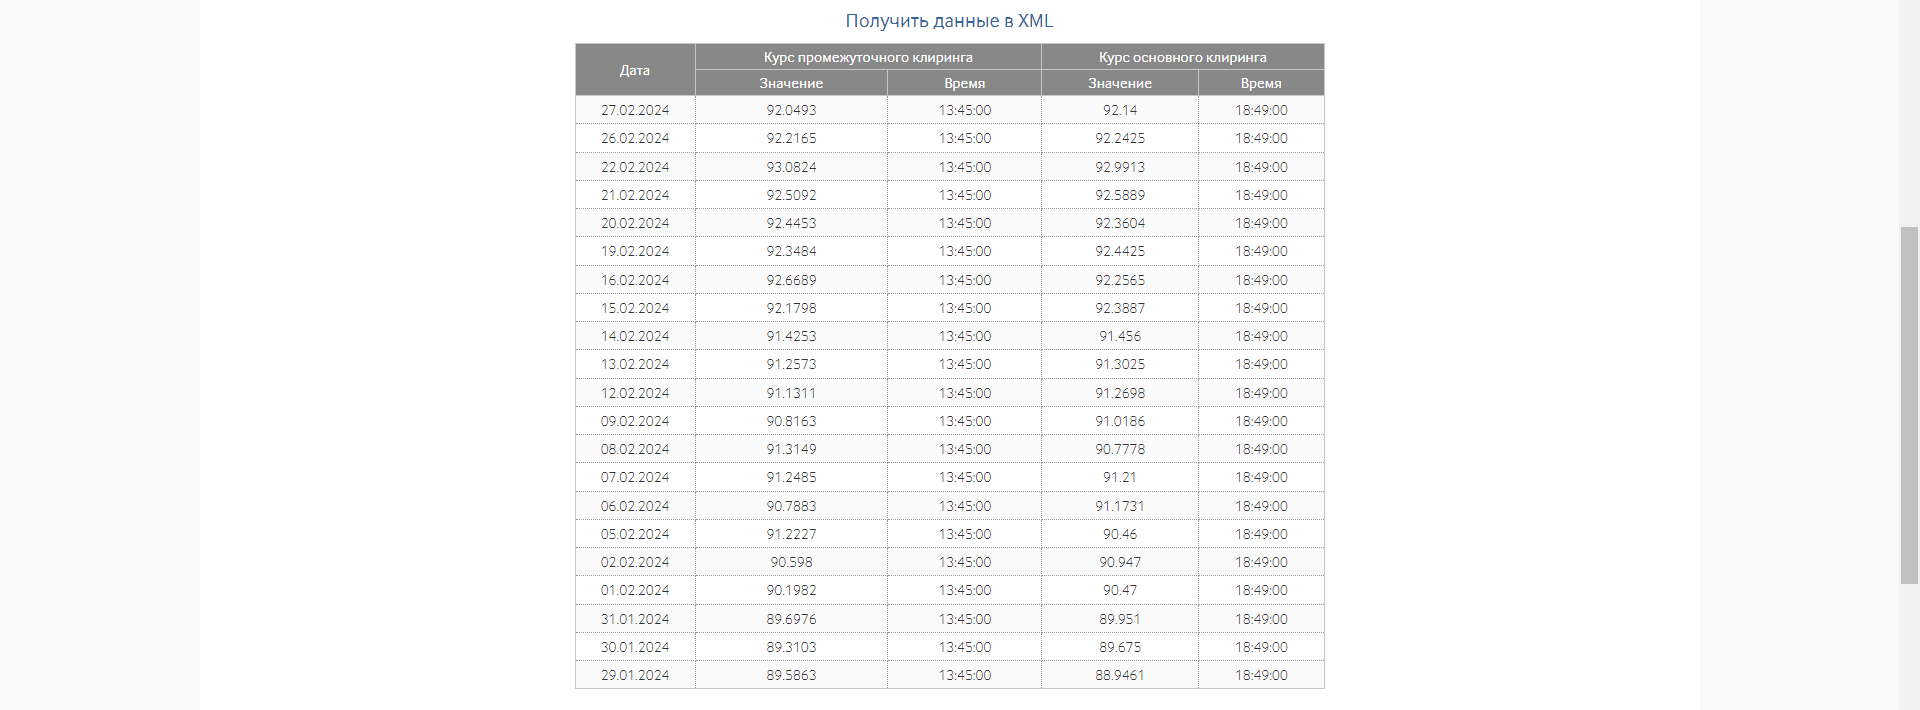 Получить данные в XML
Дата Курс промежуточного клиринга Курс основного клиринга
Значение Время Значение Время
27.02.2024 92.0493 13:45:00 92.14 18:49:00
26.02.2024 92.2165 13:45:00 92.2425 18:49:00
22.02.2024 93.0824 13:45:00 92.9913 18:49:00
21.02.2024 92.5092 13:45:00 92.5889 18:49:00
20.02.2024 92.4453 13:45:00 92.3604 18:49:00
19.02.2024 92.3484 13:45:00 92.4425 18:49:00
16.02.2024 92.6689 13:45:00 92.2565 18:49:00
15.02.2024 92.1798 13:45:00 92.3887 18:49:00
14.02.2024 91.4253 13:45:00 91.456 18:49:00
13.02.2024 91.2573 13:45:00 91.3025 18:49:00
12.02.2024 91.1311 13:45:00 91.2698 18:49:00
09.02.2024 90.8163 13:45:00 91.0186 18:49:00
08.02.2024 91.3149 13:45:00 90.7778 18:49:00
07.02.2024 91.2485 13:45:00 91.21 18:49:00
06.02.2024 90.7883 13:45:00 91.1731 18:49:00
05.02.2024 91.2227 13:45:00 90.46 18:49:00
02.02.2024 90.598 13:45:00 90.947 18:49:00
01.02.2024 90.1982 13:45:00 90.47 18:49:00
31.01.2024 89.6976 13:45:00 89.951 18:49:00
30.01.2024 89.3103 13:45:00 89.675 18:49:00
29.01.2024 89.5863 13:45:00 88.9461 18:49:00